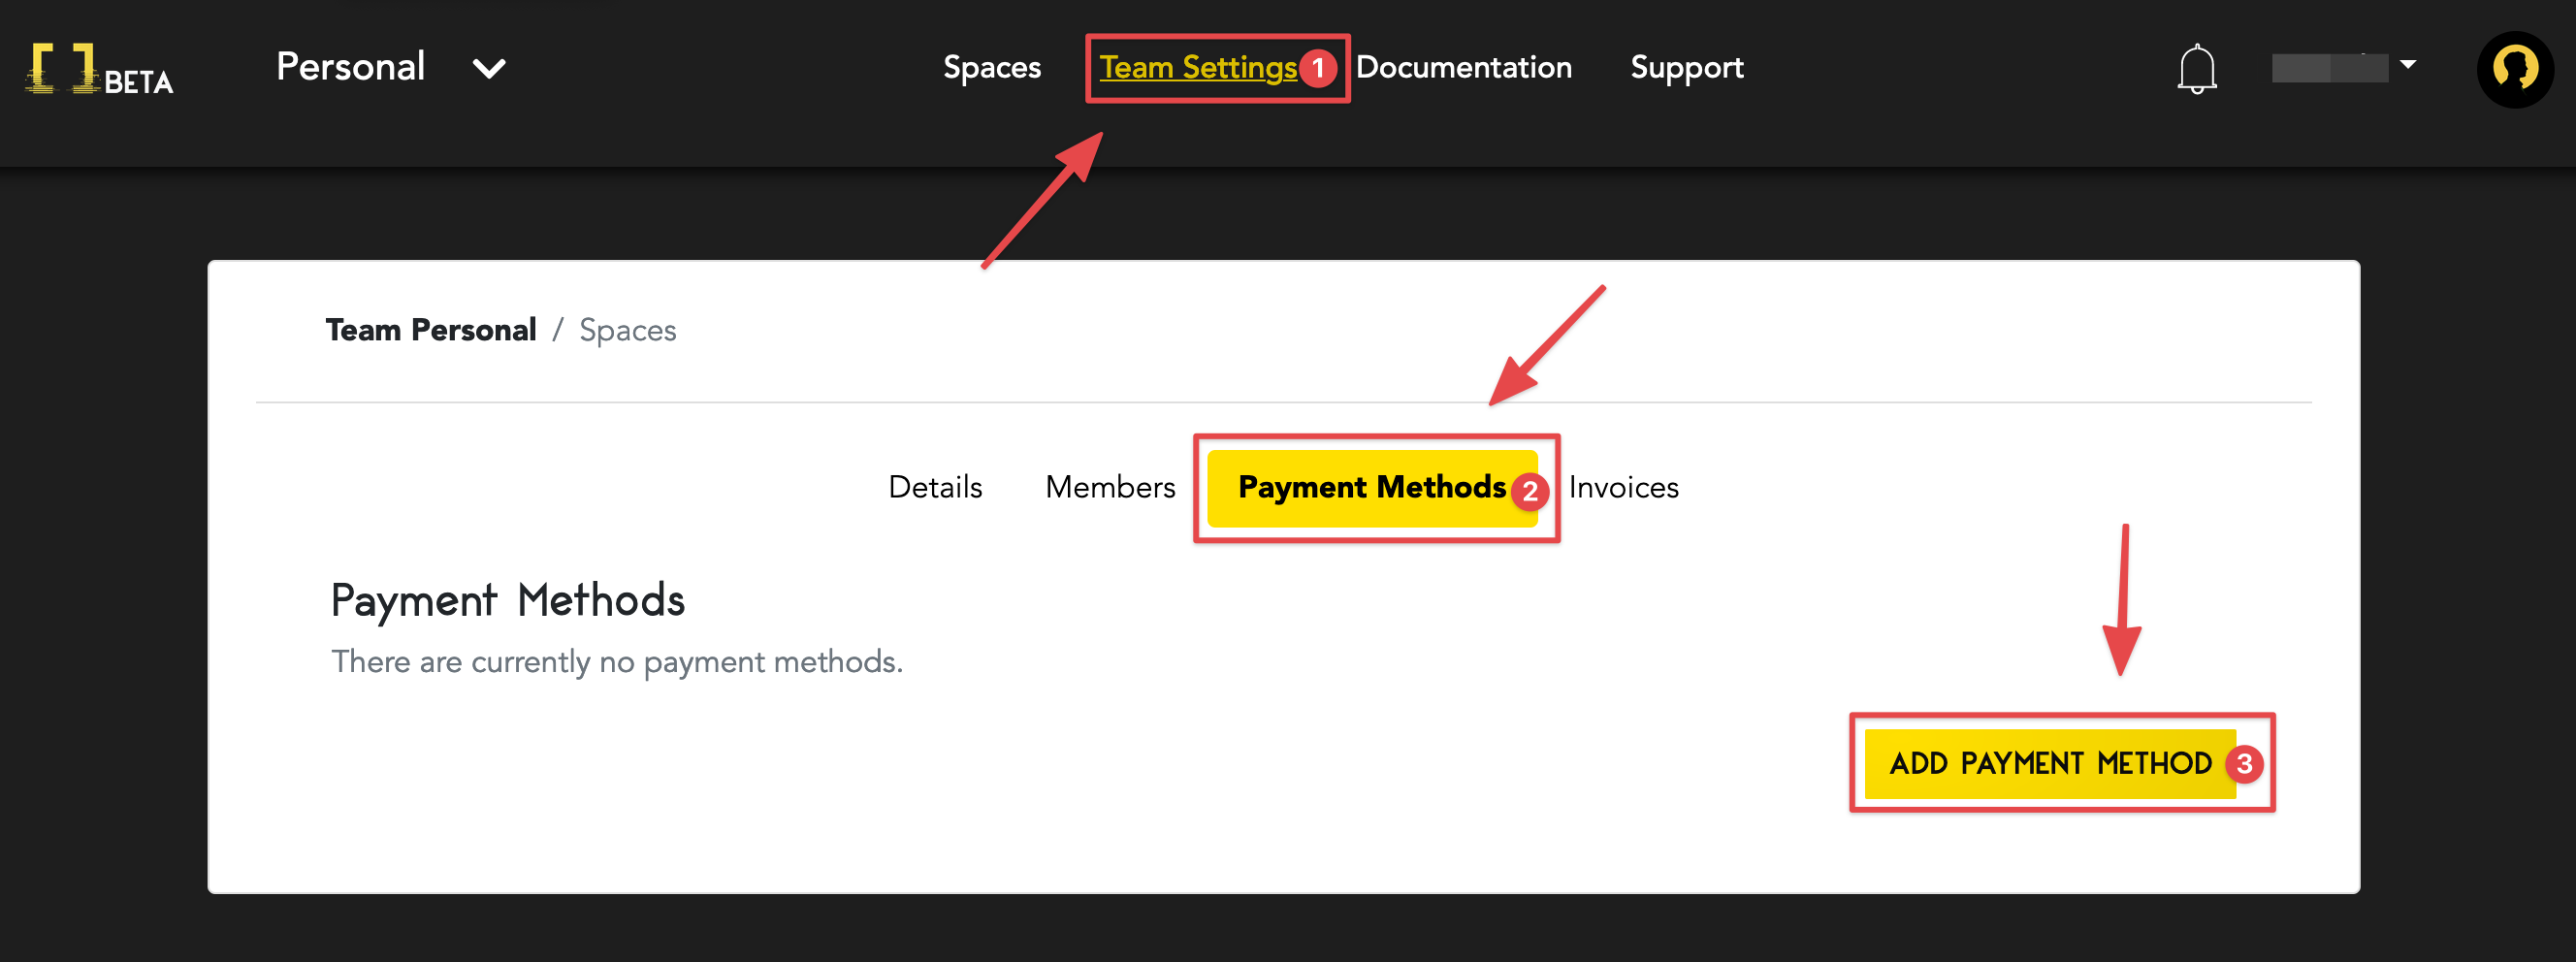 [ ] BETA
Personal
Spaces
Team Settings 1
Documentation
Support
Team Personal / Spaces
Details
Members
Payment Methods 2
Invoices
Payment Methods
There are currently no payment methods.
ADD PAYMENT METHOD 3